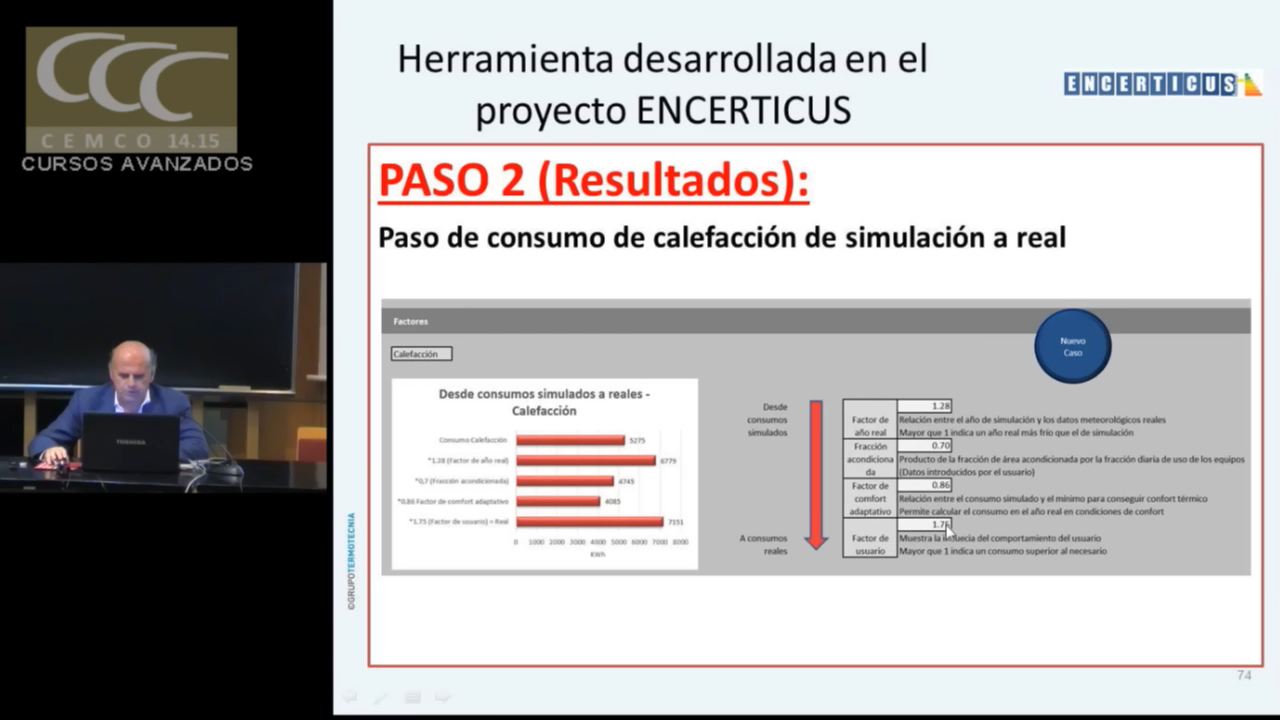 CCC
CEMCO 14.15
CURSOS AVANZADOS
TOSHIBA
Herramienta desarrollada en el
proyecto ENCERTICUS
ENCERTICUS
PASO 2 (Resultados):
Paso de consumo de calefacción de simulación a real
Factores
Calefacción
Nuevo
Caso
Desde consumos simulados a reales -
Calefacción
Consumo Calefacción 5275
*1,28 (Factor de año real) 6779
*0,7 (Fracción acondicionada) 4745
*0,86 Factor de comfort adaptativo 4085
*1,75 (Factor de usuario) = Real 7151
0 1000 2000 3000 4000 5000 6000 7000 8000
KWh
Desde
consumos
simulados
A consumos
reales
1.28
Factor de
año real
Relación entre el año de simulación y los datos meteorológicos reales
Mayor que 1 indica un año real más frío que el de simulación
0.70
Fracción
acondiciona
da
Producto de la fracción de área acondicionada por la fracción diaria de uso de los equipos
(Datos introducidos por el usuario)
0.86
Factor de
comfort
adaptativo
Relación entre el consumo simulado y el mínimo para conseguir confort térmico
Permite calcular el consumo en el año real en condiciones de confort
1.75
Factor de
usuario
Muestra la influecia del comportamiento del usuario
Mayor que 1 indica un consumo superior al necesario
©GRUPOTERMOTECNIA
74